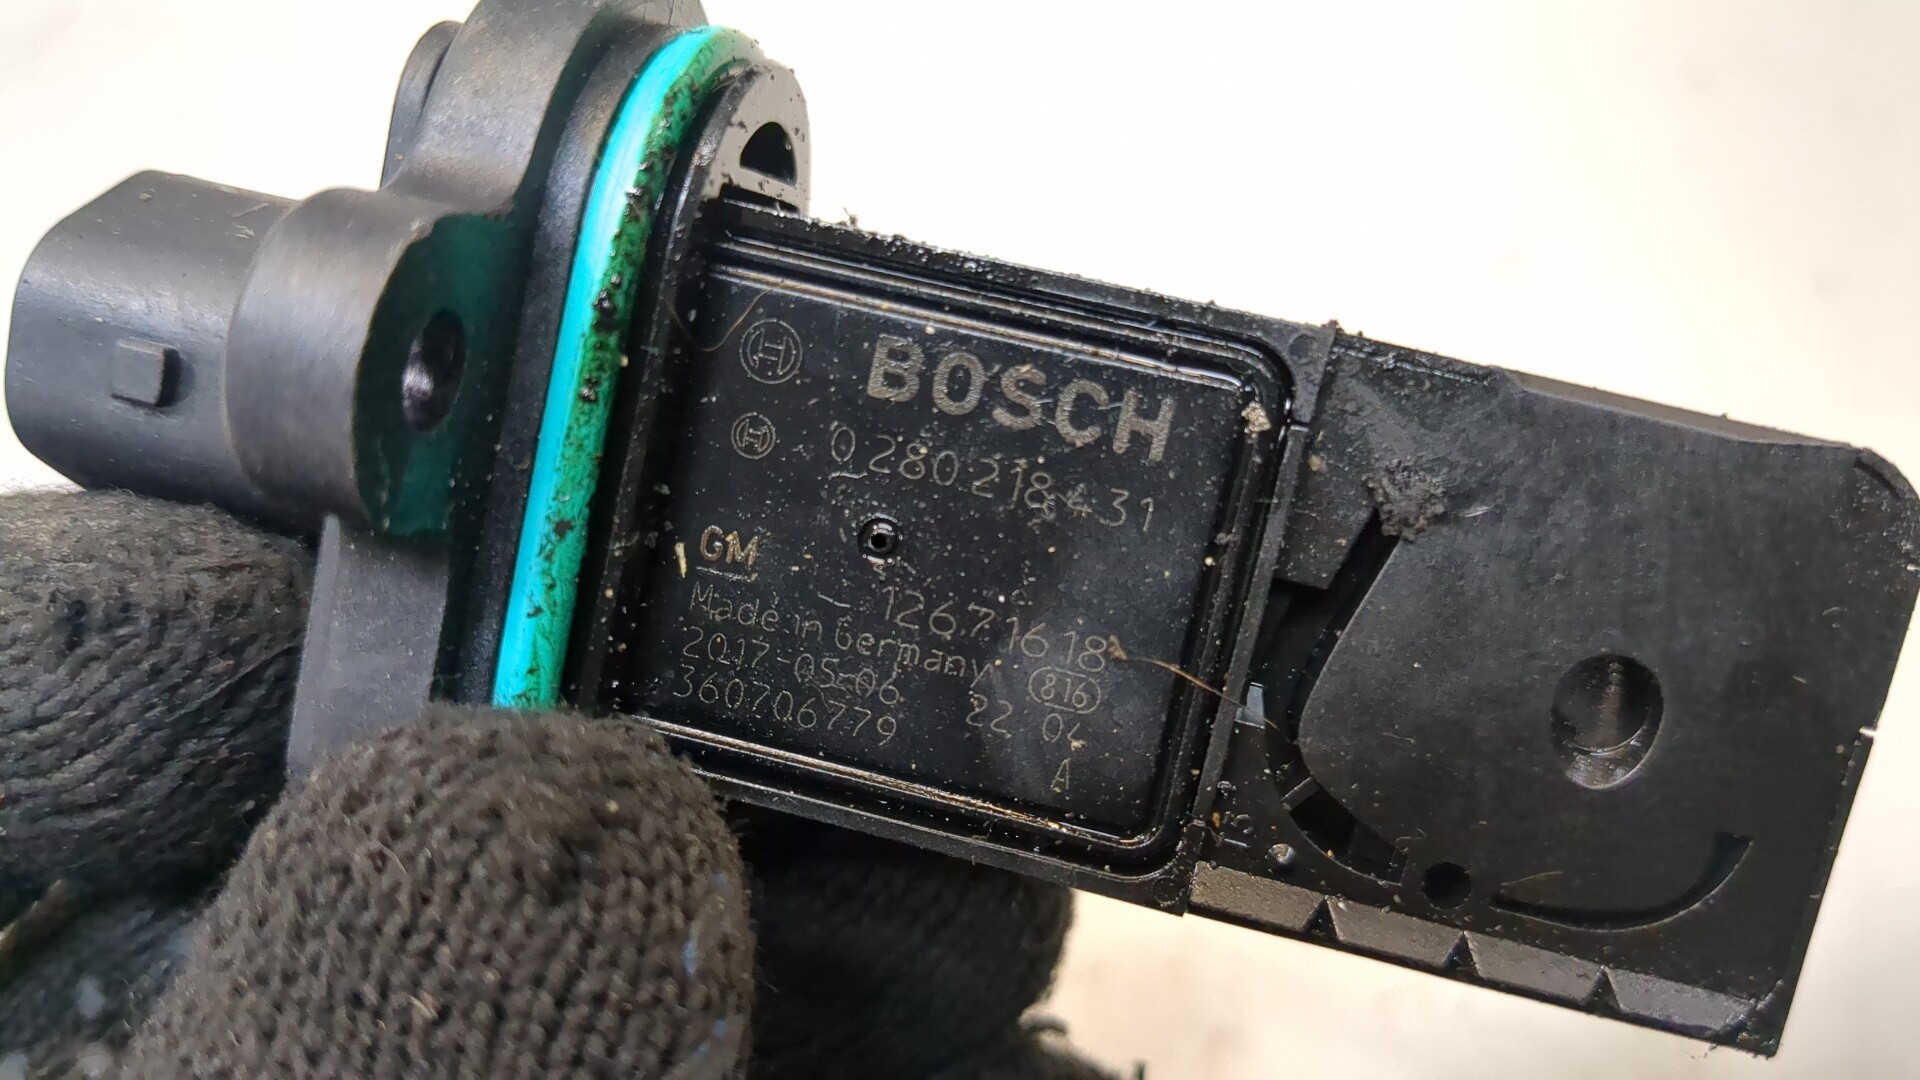 BOSCH
0 280 218 431
GM
12671618
Made in Germany
2017-05-06 816
360706779 22 04
A